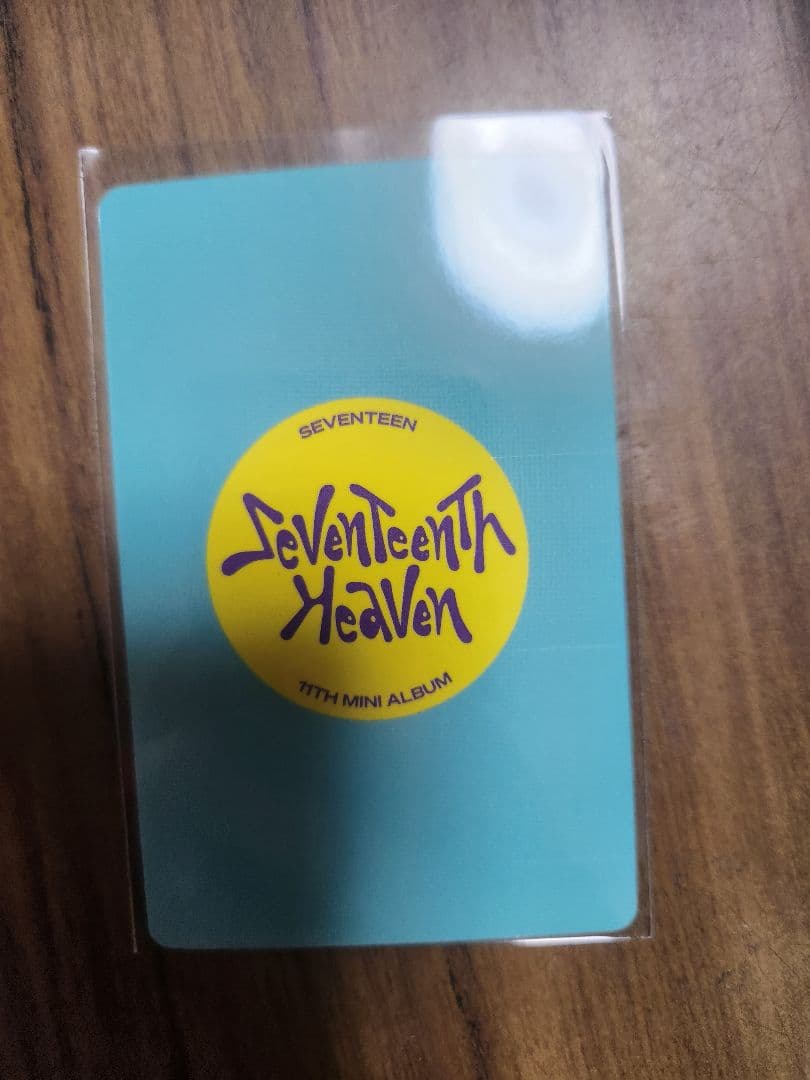 SEVENTEEN
SevenTeenTh
Heaven
11TH MINI ALBUM